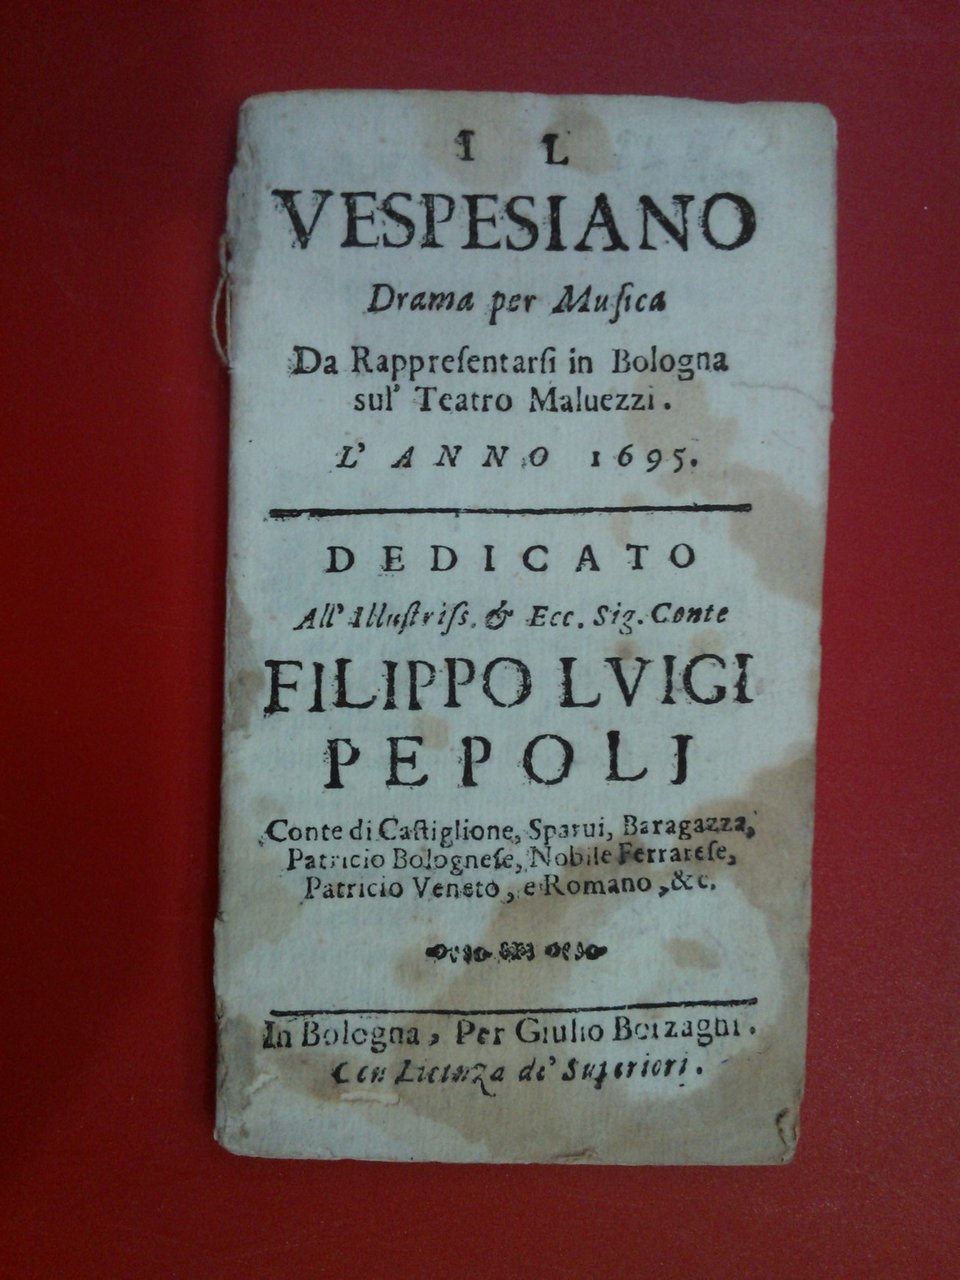 IL
VESPESIANO
Drama per Muſica
Da Rappreſentarſi in Bologna
sul' Teatro Maluezzi.
L'ANNO 1695.
DEDICATO
All' Illuſtriſs. & Ecc. Sig. Conte
FILIPPO LVIGI
PEPOLJ
Conte di Caſtiglione, Sparui, Baragazza,
Patricio Bologneſe, Nobile Ferrareſe,
Patricio Veneto, e Romano, &c.
In Bologna, Per Giulio Borzagni.
Con Licenza de' Superiori.